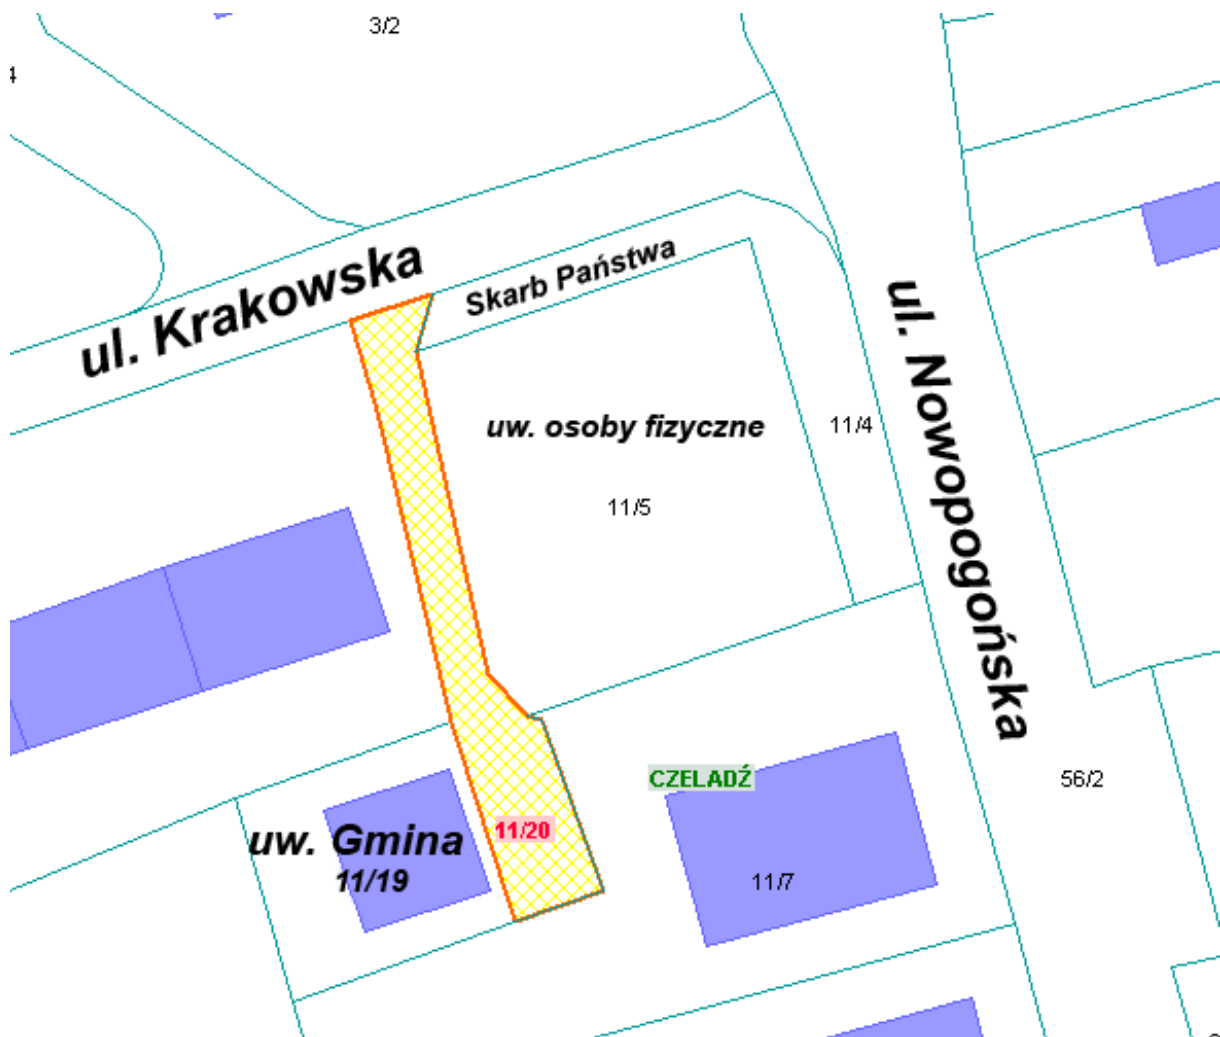 3/2
4
ul. Krakowska
Skarb Państwa
ul. Nowopogońska
uw. osoby fizyczne
11/4
11/5
CZELADŹ
56/2
11/20
uw. Gmina
11/19
11/7